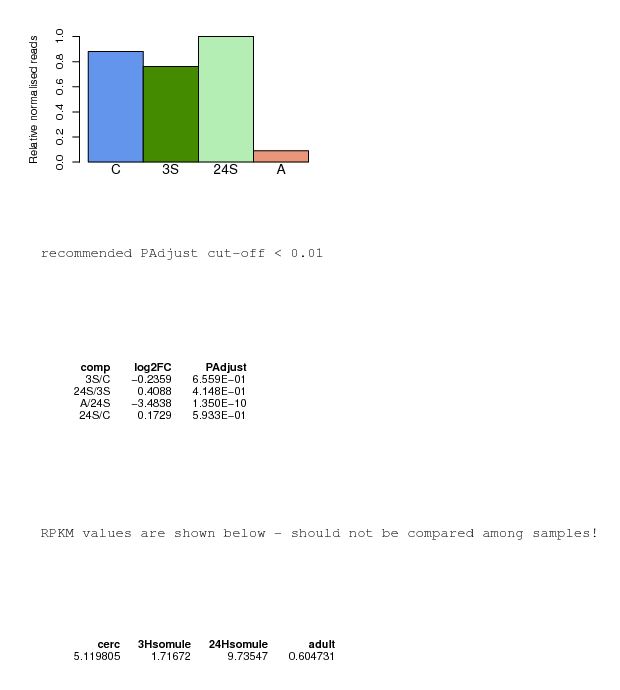 Relative normalised reads
1.0
0.8
0.6
0.4
0.2
0.0
C 3S 24S A
recommended PAdjust cut-off < 0.01
comp log2FC PAdjust
3S/C −0.2359 6.559E−01
24S/3S 0.4088 4.148E−01
A/24S −3.4838 1.350E−10
24S/C 0.1729 5.933E−01
RPKM values are shown below - should not be compared among samples!
cerc 3Hsomule 24Hsomule adult
5.119805 1.71672 9.73547 0.604731